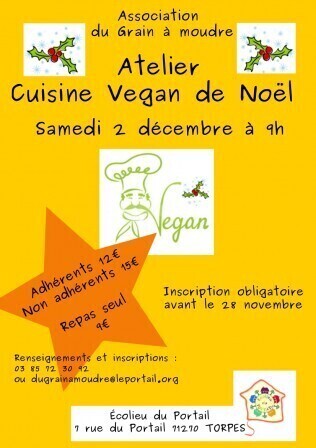 Association
du Grain à moudre
Atelier
Cuisine Vegan de Noël
Samedi 2 décembre à 9h
Vegan
Adhérents 12€
Non adhérents 15€
Repas seul
9€
Inscription obligatoire
avant le 28 novembre
Renseignements et inscriptions :
03 85 72 30 92
ou dugrainamoudre@leportail.org
Écolieu du Portail
7 rue du Portail 71270 TORPES